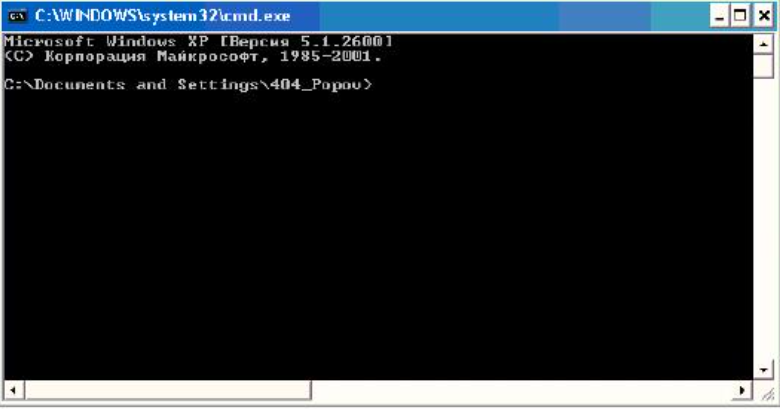 C:\WINDOWS\system32\cmd.exe
Microsoft Windows XP [Версия 5.1.2600]
(С) Корпорация Майкрософт, 1985-2001.
C:\Documents and Settings\404_Popov>